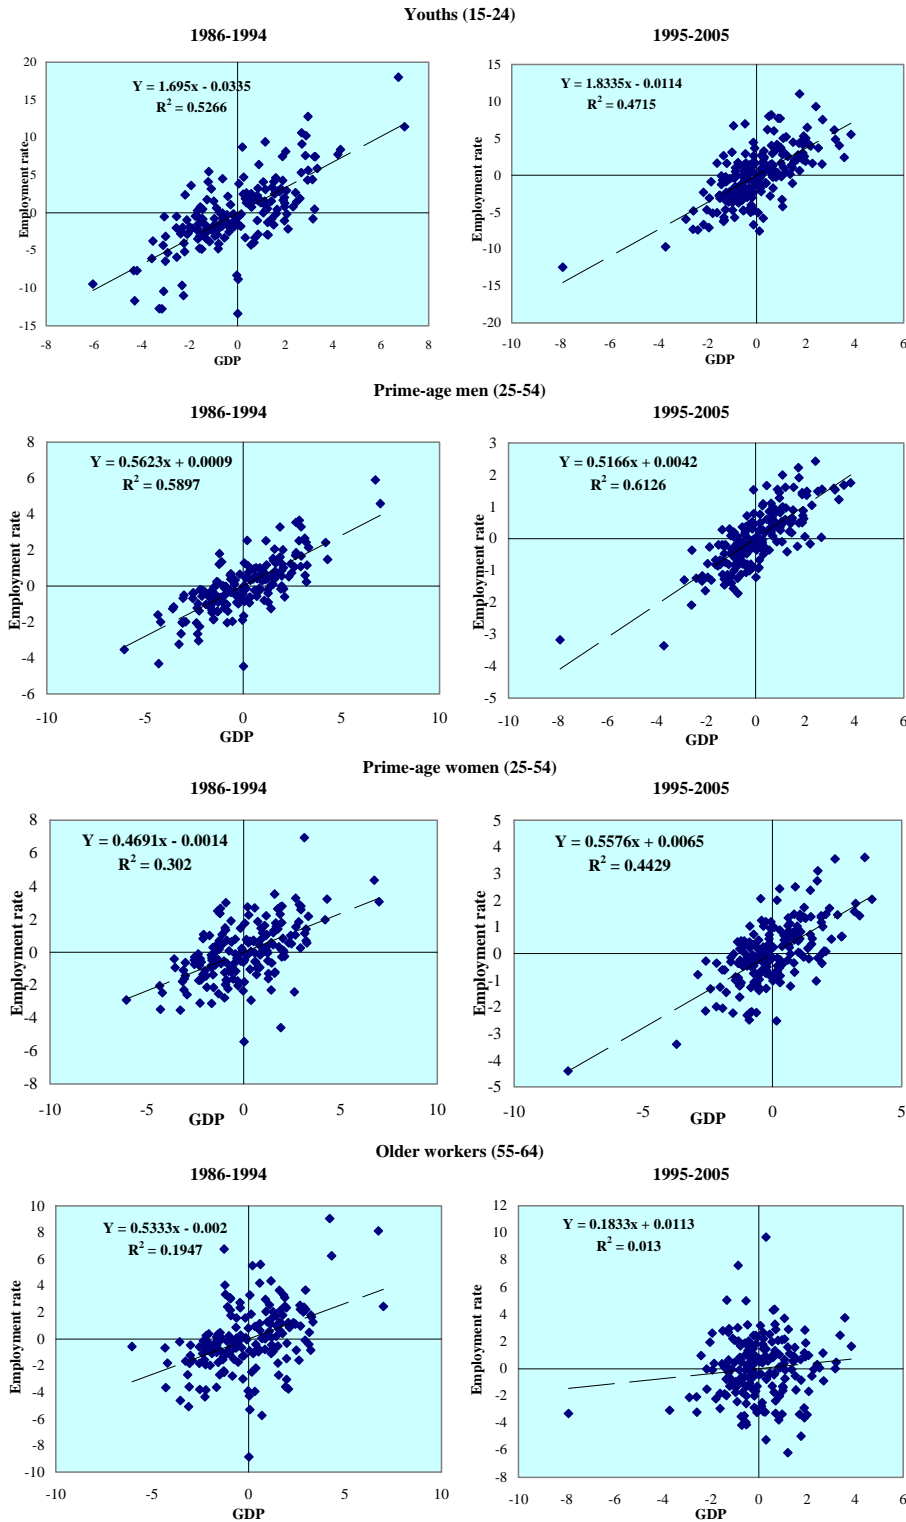 Youths (15-24)
1986-1994
1995-2005
Y = 1.695x - 0.0335
R² = 0.5266
Employment rate
20
15
10
5
0
-5
-10
-15
-8 -6 -4 -2 0 2 4 6 8
GDP
Y = 1.8335x - 0.0114
R² = 0.4715
Employment rate
15
10
5
0
-5
-10
-15
-20
-10 -8 -6 -4 -2 0 2 4 6
GDP
Prime-age men (25-54)
1986-1994
1995-2005
Y = 0.5623x + 0.0009
R² = 0.5897
Employment rate
8
6
4
2
0
-2
-4
-6
-10 -5 0 5 10
GDP
Y = 0.5166x + 0.0042
R² = 0.6126
Employment rate
3
2
1
0
-1
-2
-3
-4
-5
-10 -8 -6 -4 -2 0 2 4 6
GDP
Prime-age women (25-54)
1986-1994
1995-2005
Y = 0.4691x - 0.0014
R² = 0.302
Employment rate
8
6
4
2
0
-2
-4
-6
-8
-10 -5 0 5 10
GDP
Y = 0.5576x + 0.0065
R² = 0.4429
Employment rate
5
4
3
2
1
0
-1
-2
-3
-4
-5
-10 -5 0 5
GDP
Older workers (55-64)
1986-1994
1995-2005
Y = 0.5333x - 0.002
R² = 0.1947
Employment rate
10
8
6
4
2
0
-2
-4
-6
-8
-10
-10 -5 0 5 10
GDP
Y = 0.1833x + 0.0113
R² = 0.013
Employment rate
12
10
8
6
4
2
0
-2
-4
-6
-8
-10 -8 -6 -4 -2 0 2 4 6
GDP